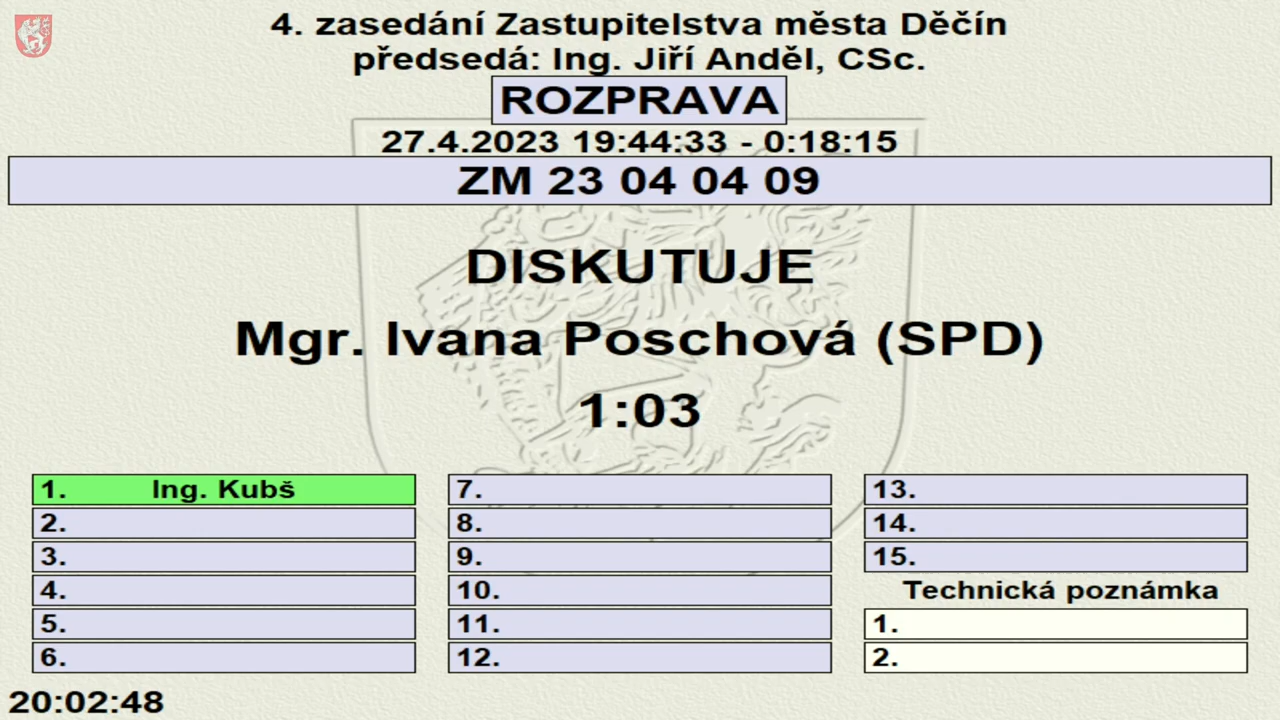 4. zasedání Zastupitelstva města Děčín
předsedá: Ing. Jiří Anděl, CSc.
ROZPRAVA
27.4.2023 19:44:33 - 0:18:15
ZM 23 04 04 09
DISKUTUJE
Mgr. Ivana Poschová (SPD)
1:03
1. Ing. Kubš
2.
3.
4.
5.
6.
7.
8.
9.
10.
11.
12.
13.
14.
15.
Technická poznámka
1.
2.
20:02:48